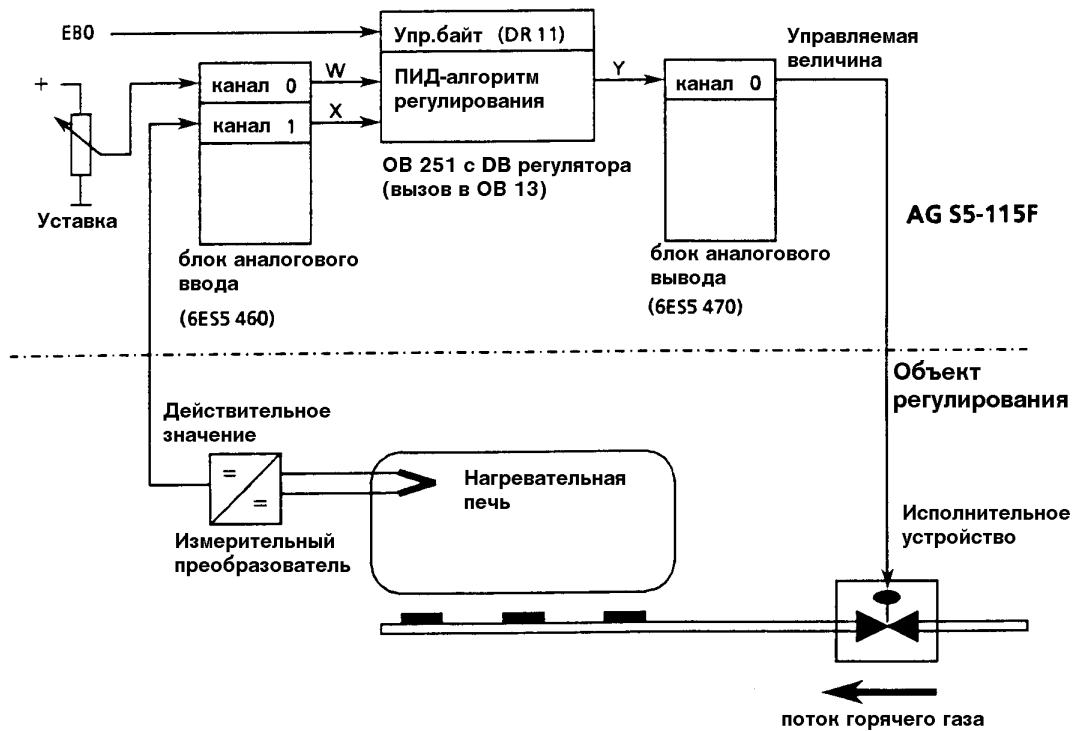 EB0
Упр.байт (DR 11)
ПИД-алгоритм
регулирования
W
X
Y
+
канал 0
канал 1
канал 0
Управляемая
величина
ОВ 251 с DB регулятора
(вызов в ОВ 13)
Уставка
AG S5-115F
блок аналогового
ввода
(6ES5 460)
блок аналогового
вывода
(6ES5 470)
Объект
регулирования
Действительное
значение
=
=
Нагревательная
печь
Измерительный
преобразователь
Исполнительное
устройство
поток горячего газа